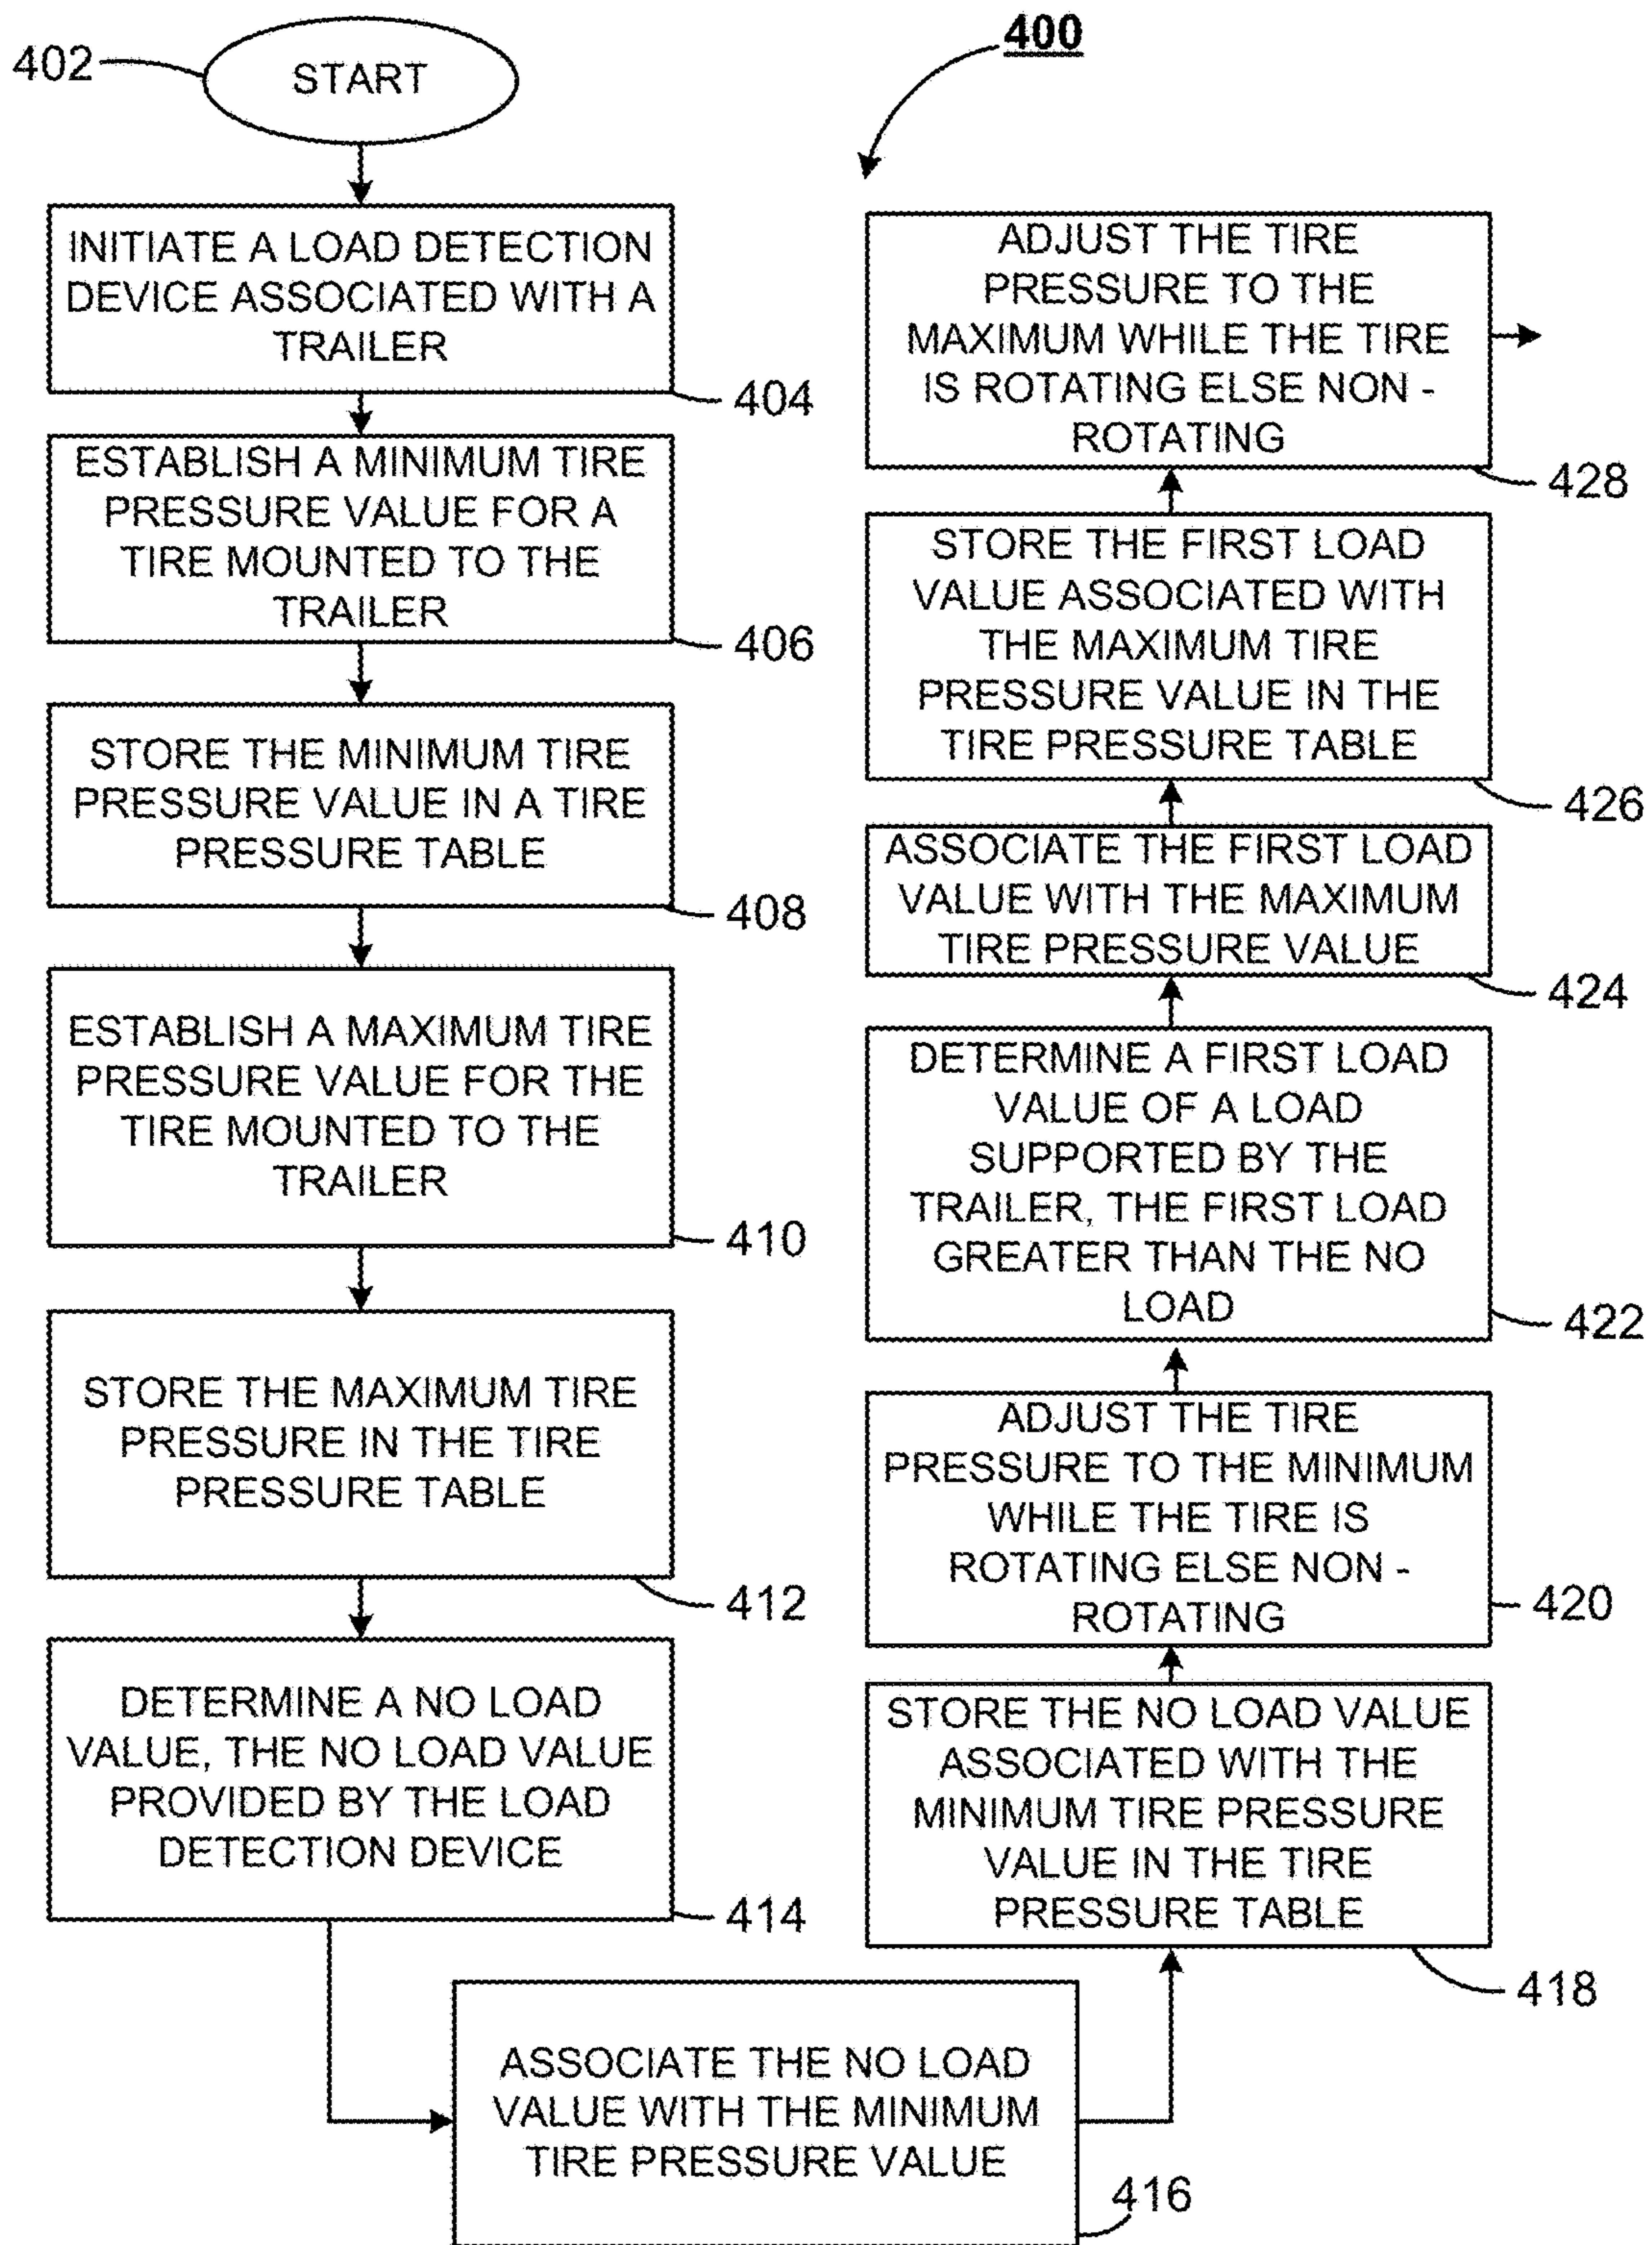 400
402
START
INITIATE A LOAD DETECTION
DEVICE ASSOCIATED WITH A
TRAILER
404
ESTABLISH A MINIMUM TIRE
PRESSURE VALUE FOR A
TIRE MOUNTED TO THE
TRAILER
406
STORE THE MINIMUM TIRE
PRESSURE VALUE IN A TIRE
PRESSURE TABLE
408
ESTABLISH A MAXIMUM TIRE
PRESSURE VALUE FOR THE
TIRE MOUNTED TO THE
TRAILER
410
STORE THE MAXIMUM TIRE
PRESSURE IN THE TIRE
PRESSURE TABLE
412
DETERMINE A NO LOAD
VALUE, THE NO LOAD VALUE
PROVIDED BY THE LOAD
DETECTION DEVICE
414
ASSOCIATE THE NO LOAD
VALUE WITH THE MINIMUM
TIRE PRESSURE VALUE
416
STORE THE NO LOAD VALUE
ASSOCIATED WITH THE
MINIMUM TIRE PRESSURE
VALUE IN THE TIRE
PRESSURE TABLE
418
ADJUST THE TIRE
PRESSURE TO THE MINIMUM
WHILE THE TIRE IS
ROTATING ELSE NON -
ROTATING
420
DETERMINE A FIRST LOAD
VALUE OF A LOAD
SUPPORTED BY THE
TRAILER, THE FIRST LOAD
GREATER THAN THE NO
LOAD
422
ASSOCIATE THE FIRST LOAD
VALUE WITH THE MAXIMUM
TIRE PRESSURE VALUE
424
STORE THE FIRST LOAD
VALUE ASSOCIATED WITH
THE MAXIMUM TIRE
PRESSURE VALUE IN THE
TIRE PRESSURE TABLE
426
ADJUST THE TIRE
PRESSURE TO THE
MAXIMUM WHILE THE TIRE
IS ROTATING ELSE NON -
ROTATING
428